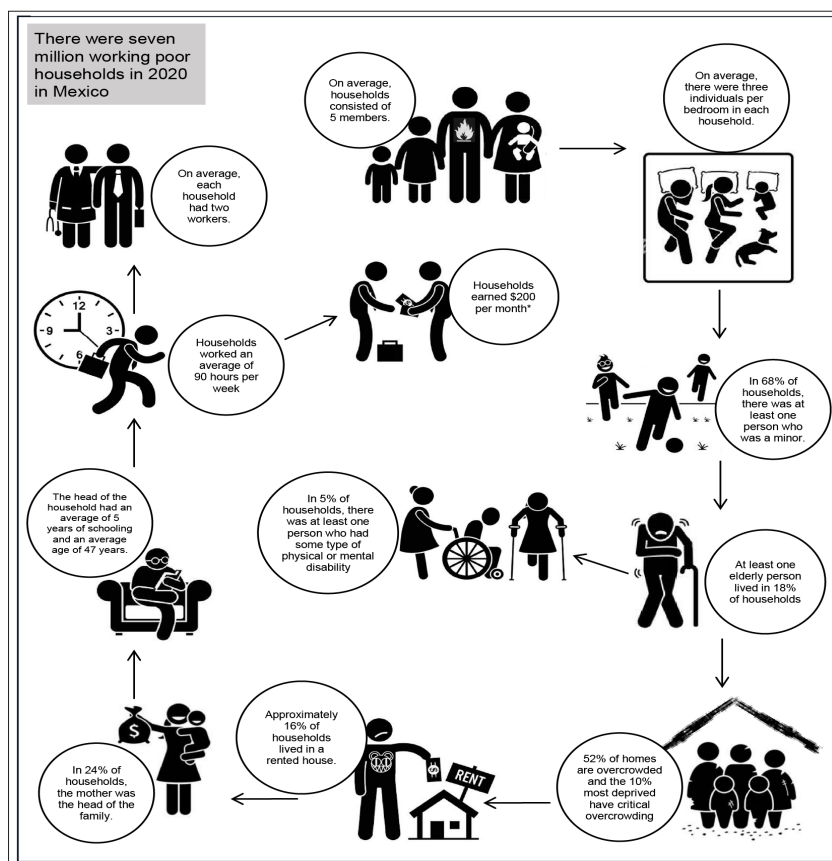 There were seven
million working poor
households in 2020
in Mexico
On average,
households
consisted of
5 members.
On average,
there were three
individuals per
bedroom in each
household.
On average,
each
household
had two
workers.
Households
earned $200
per month*
12
9
3
6
Households
worked an
average of
90 hours per
week
In 68% of
households,
there was at
least one
person who
was a minor.
The head of the
household had an
average of 5
years of schooling
and an average
age of 47 years.
In 5% of
households, there
was at least one
person who had
some type of
physical or mental
disability
At least one
elderly person
lived in 18%
of households
Approximately
16% of
households
lived in a
rented house.
$
$
RENT
In 24% of
households,
the mother was
the head of the
family.
52% of homes
are overcrowded
and the 10%
most deprived
have critical
overcrowding